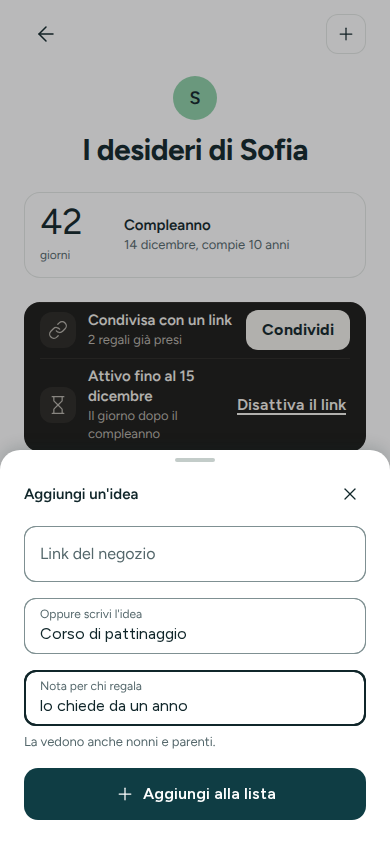 S
I desideri di Sofia
42
giorni
Compleanno
14 dicembre, compie 10 anni
Condivisa con un link
2 regali già presi
Condividi
Attivo fino al 15
dicembre
Il giorno dopo il
compleanno
Disattiva il link
Aggiungi un'idea
Link del negozio
Oppure scrivi l'idea
Corso di pattinaggio
Nota per chi regala
lo chiede da un anno
La vedono anche nonni e parenti.
Aggiungi alla lista